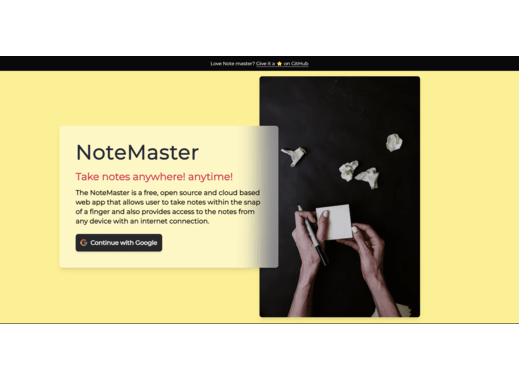 Love Note master? Give it a ⭐ on GitHub
NoteMaster
Take notes anywhere! anytime!
The NoteMaster is a free, open source and cloud based
web app that allows user to take notes within the snap
of a finger and also provides access to the notes from
any device with an internet connection.
Continue with Google